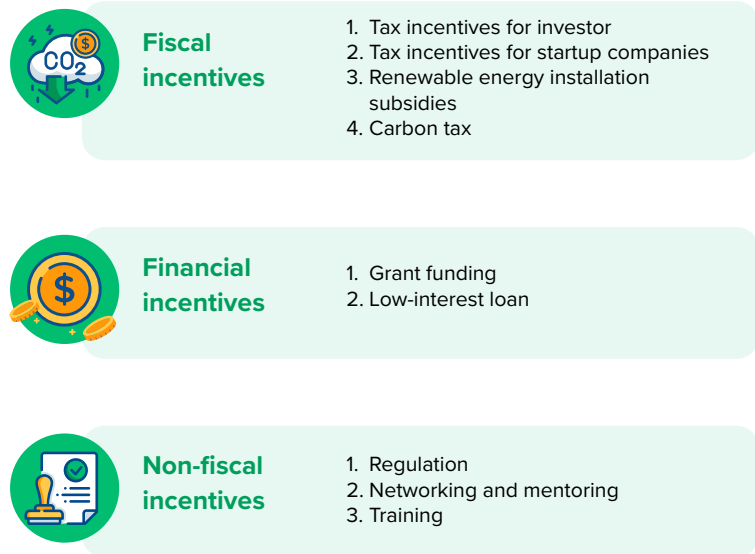 CO2
$
Fiscal
incentives
1. Tax incentives for investor
2. Tax incentives for startup companies
3. Renewable energy installation
subsidies
4. Carbon tax
$
Financial
incentives
1. Grant funding
2. Low-interest loan
Non-fiscal
incentives
1. Regulation
2. Networking and mentoring
3. Training